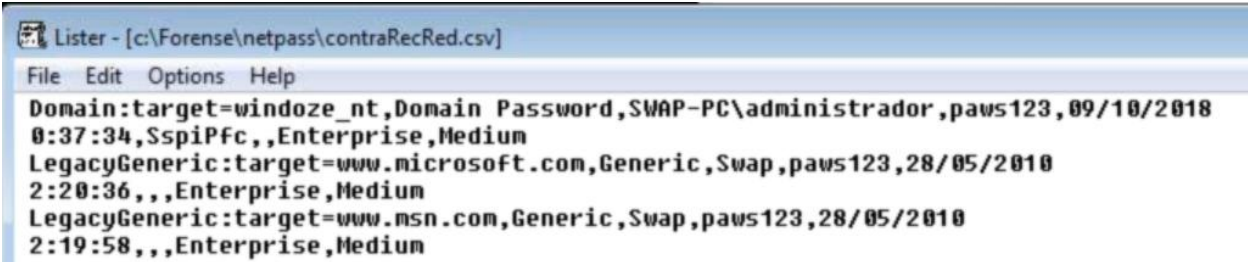 Lister - [c:\Forense\netpass\contraRecRed.csv]
File Edit Options Help
Domain:target=windoze_nt,Domain Password,SWAP-PC\administrador,paws123,09/10/2018
0:37:34,SspiPfc,,Enterprise,Medium
LegacyGeneric:target=www.microsoft.com,Generic,Swap,paws123,28/05/2010
2:20:36,,,Enterprise,Medium
LegacyGeneric:target=www.msn.com,Generic,Swap,paws123,28/05/2010
2:19:58,,,Enterprise,Medium